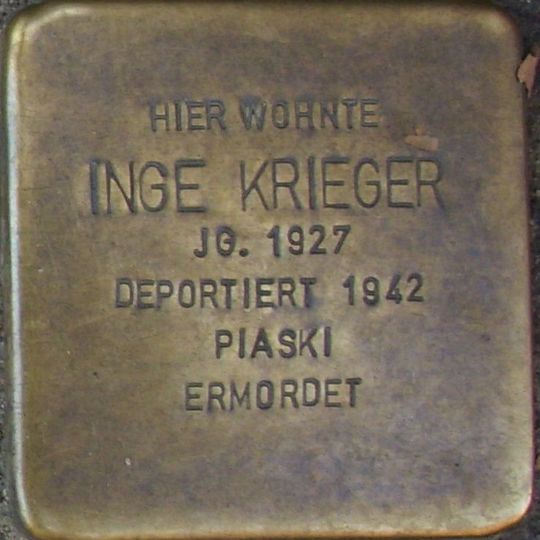 HIER WOHNTE
INGE KRIEGER
JG. 1927
DEPORTIERT 1942
PIASKI
ERMORDET